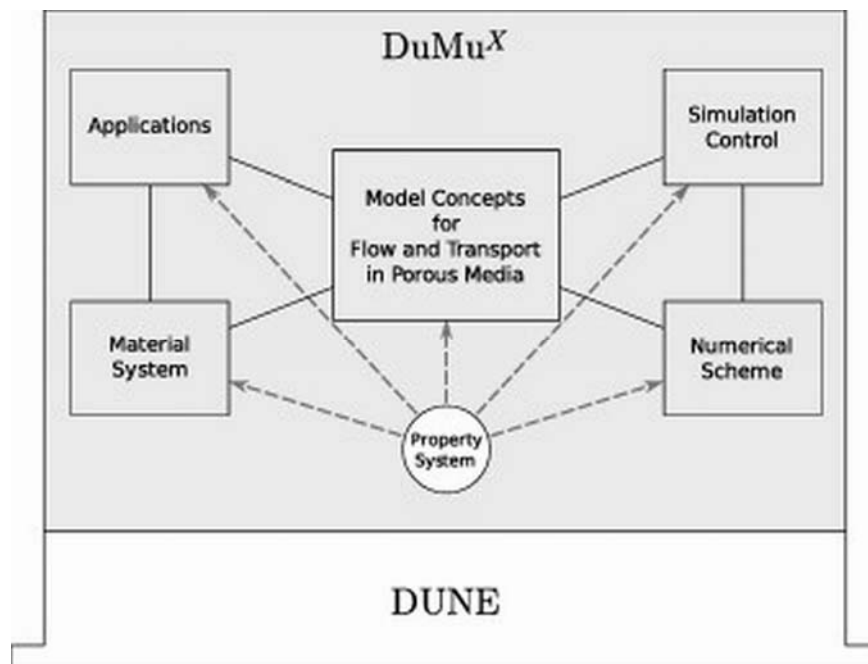 DuMuX
Applications
Simulation
Control
Model Concepts
for
Flow and Transport
in Porous Media
Material
System
Numerical
Scheme
Property
System
DUNE